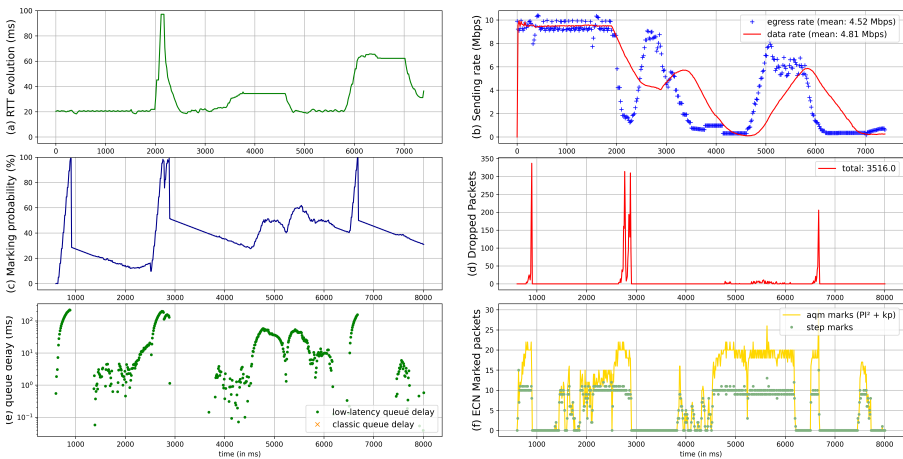 (a) RTT evolution (ms)
100
80
60
40
20
0
0 1000 2000 3000 4000 5000 6000 7000
(b) Sending rate (Mbps)
10
8
6
4
2
0
egress rate (mean: 4.52 Mbps)
data rate (mean: 4.81 Mbps)
0 1000 2000 3000 4000 5000 6000 7000
(c) Marking probability (%)
100
80
60
40
20
0
1000 2000 3000 4000 5000 6000 7000 8000
(d) Dropped Packets
350
300
250
200
150
100
50
0
total: 3516.0
1000 2000 3000 4000 5000 6000 7000 8000
(e) queue delay (ms)
10²
10¹
10⁰
10⁻¹
low-latency queue delay
classic queue delay
1000 2000 3000 4000 5000 6000 7000 8000
time (in ms)
(f) ECN Marked packets
30
25
20
15
10
5
0
aqm marks (PI² + kp)
step marks
1000 2000 3000 4000 5000 6000 7000 8000
time (in ms)